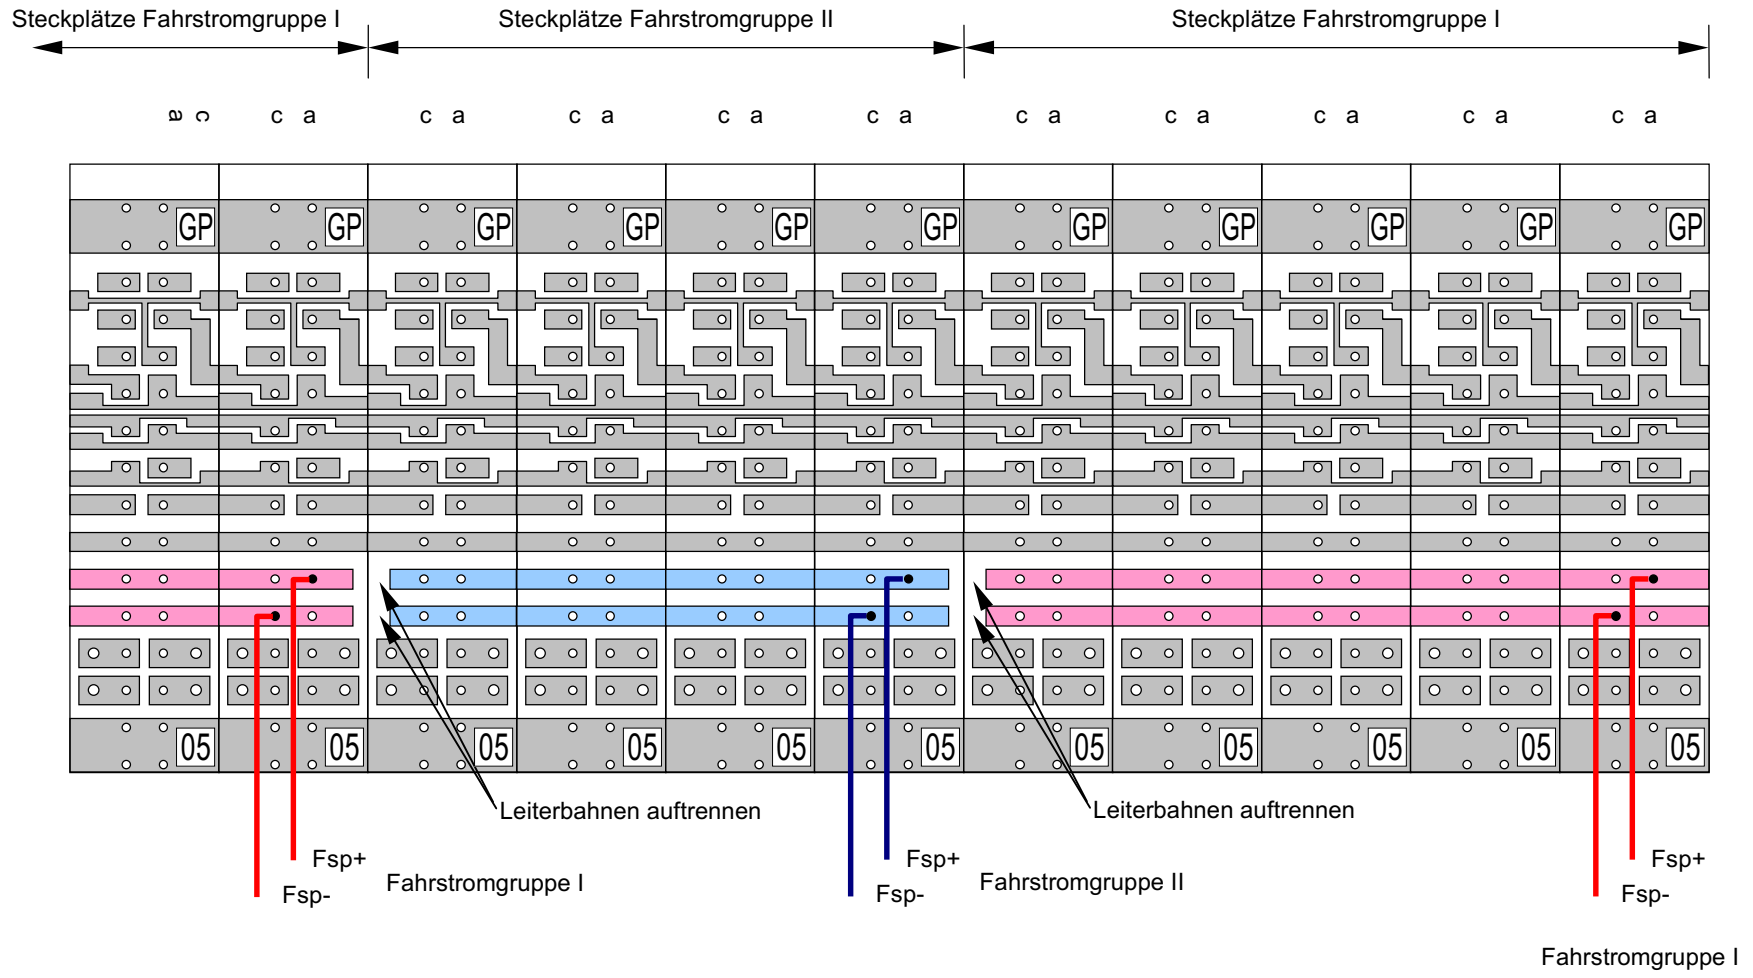 Steckplätze Fahrstromgruppe I Steckplätze Fahrstromgruppe II Steckplätze Fahrstromgruppe I
a c c a c a c a c a c a c a c a c a c a c a
GP GP GP GP GP GP GP GP GP GP GP
05 05 05 05 05 05 05 05 05 05 05
Leiterbahnen auftrennen Leiterbahnen auftrennen
Fsp+ Fsp+ Fsp+
Fahrstromgruppe I Fahrstromgruppe II
Fsp- Fsp- Fsp-
Fahrstromgruppe I